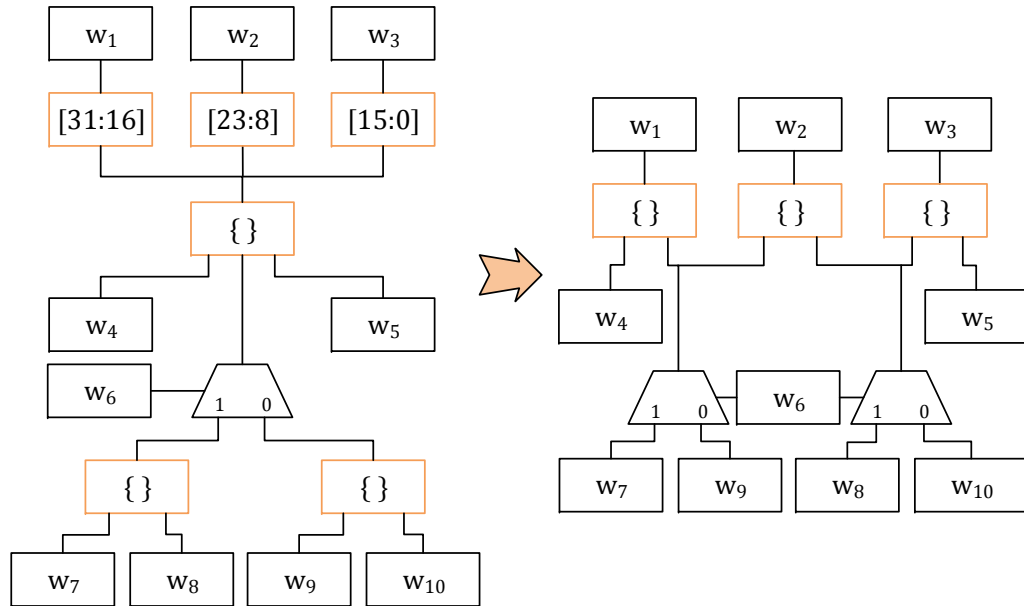 w₁ w₂ w₃
[31:16] [23:8] [15:0]
{ }
w₄ w₅
w₆
1 0
{ } { }
w₇ w₈ w₉ w₁₀
w₁ w₂ w₃
{ } { } { }
w₄ w₅
1 0 w₆ 1 0
w₇ w₉ w₈ w₁₀